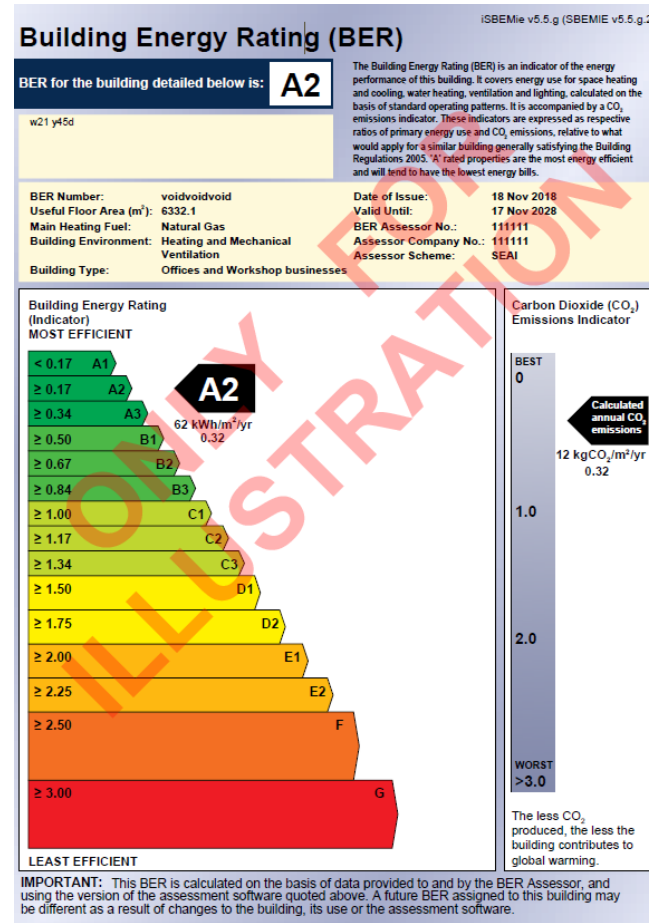 iSBEMie v5.5.g (SBEMIE v5.5.g.2
Building Energy Rating (BER)
BER for the building detailed below is: A2
w21 y45d
The Building Energy Rating (BER) is an indicator of the energy
performance of this building. It covers energy use for space heating
and cooling, water heating, ventilation and lighting, calculated on the
basis of standard operating patterns. It is accompanied by a CO₂
emissions indicator. These indicators are expressed as respective
ratios of primary energy use and CO₂ emissions, relative to what
would apply for a similar building generally satisfying the Building
Regulations 2005. 'A' rated properties are the most energy efficient
and will tend to have the lowest energy bills.
BER Number: voidvoidvoid
Useful Floor Area (m²): 6332.1
Main Heating Fuel: Natural Gas
Building Environment: Heating and Mechanical
Ventilation
Building Type: Offices and Workshop businesses
Date of Issue: 18 Nov 2018
Valid Until: 17 Nov 2028
BER Assessor No.: 111111
Assessor Company No.: 111111
Assessor Scheme: SEAI
ONLY FOR
ILLUSTRATION
Building Energy Rating
(Indicator)
MOST EFFICIENT
< 0.17 A1
≥ 0.17 A2
≥ 0.34 A3
≥ 0.50 B1
≥ 0.67 B2
≥ 0.84 B3
≥ 1.00 C1
≥ 1.17 C2
≥ 1.34 C3
≥ 1.50 D1
≥ 1.75 D2
≥ 2.00 E1
≥ 2.25 E2
≥ 2.50 F
≥ 3.00 G
LEAST EFFICIENT
A2
62 kWh/m²/yr
0.32
Carbon Dioxide (CO₂)
Emissions Indicator
BEST
0
1.0
2.0
WORST
>3.0
Calculated
annual CO₂
emissions
12 kgCO₂/m²/yr
0.32
The less CO₂
produced, the less the
building contributes to
global warming.
IMPORTANT: This BER is calculated on the basis of data provided to and by the BER Assessor, and
using the version of the assessment software quoted above. A future BER assigned to this building may
be different as a result of changes to the building, its use or the assessment software.